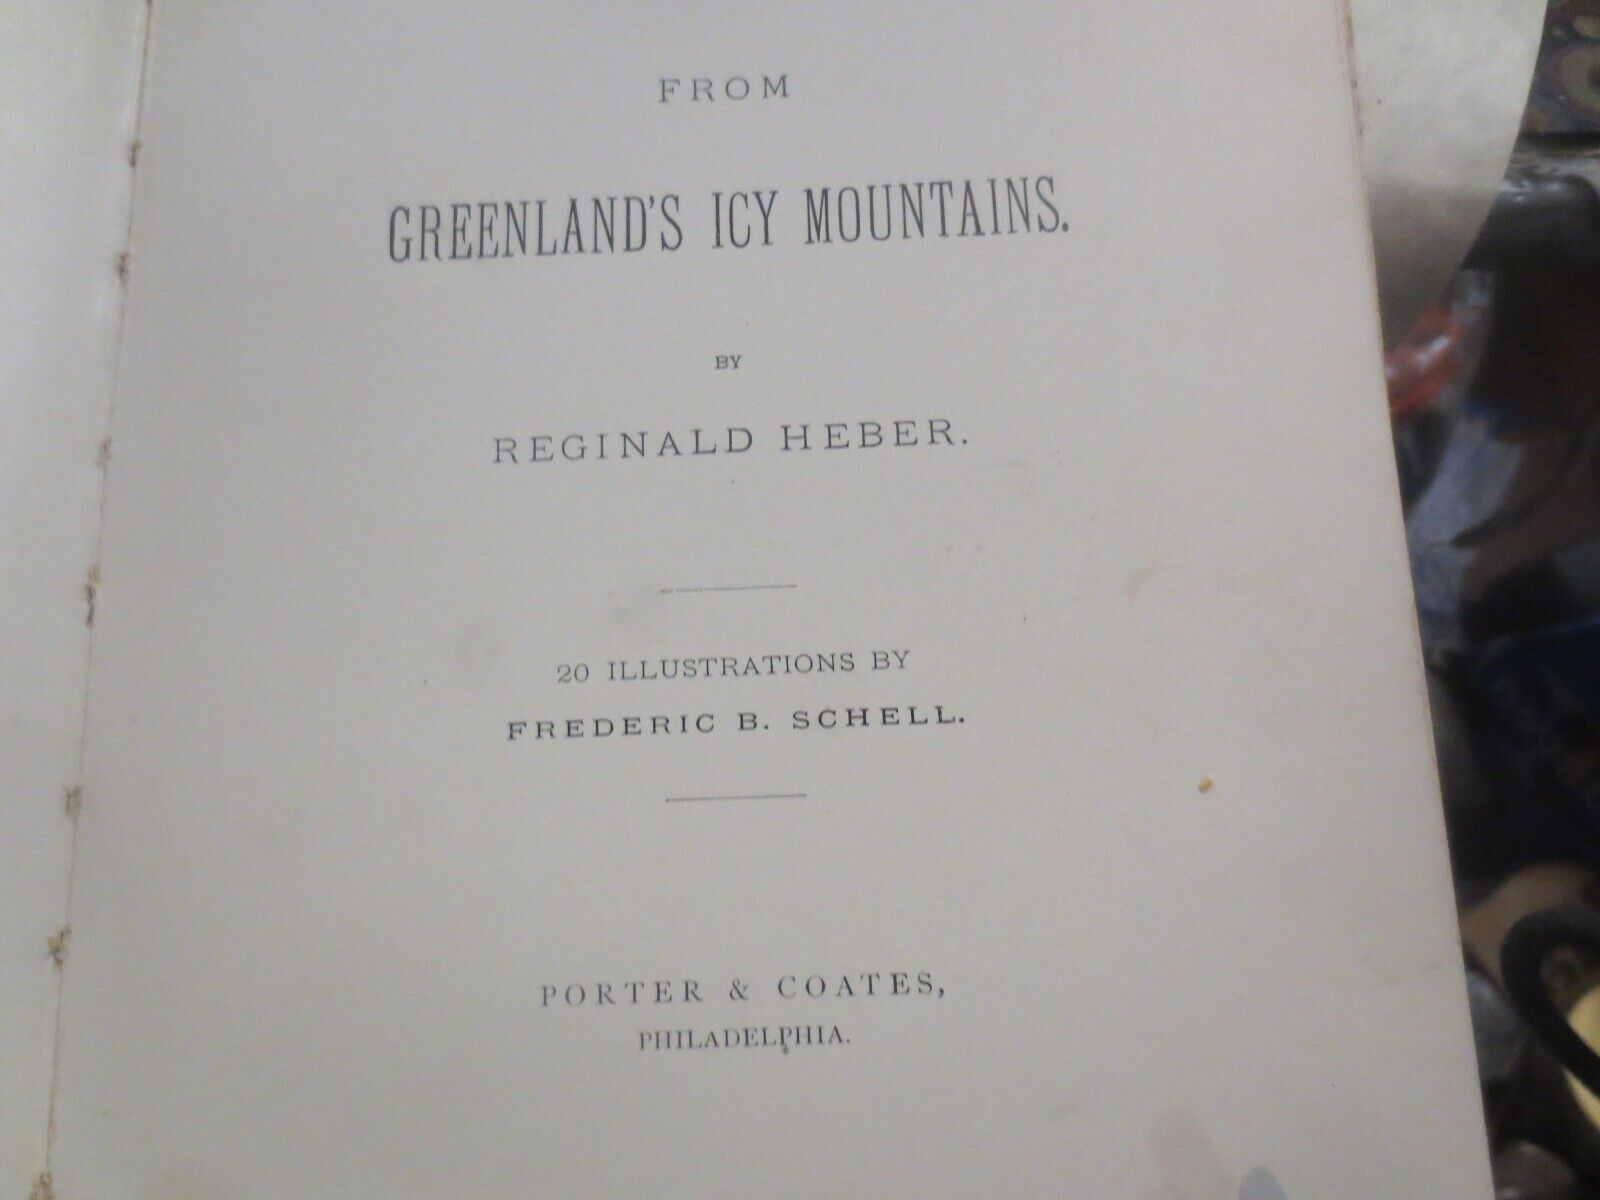 FROM
GREENLAND'S ICY MOUNTAINS.
BY
REGINALD HEBER.
20 ILLUSTRATIONS BY
FREDERIC B. SCHELL.
PORTER & COATES,
PHILADELPHIA.